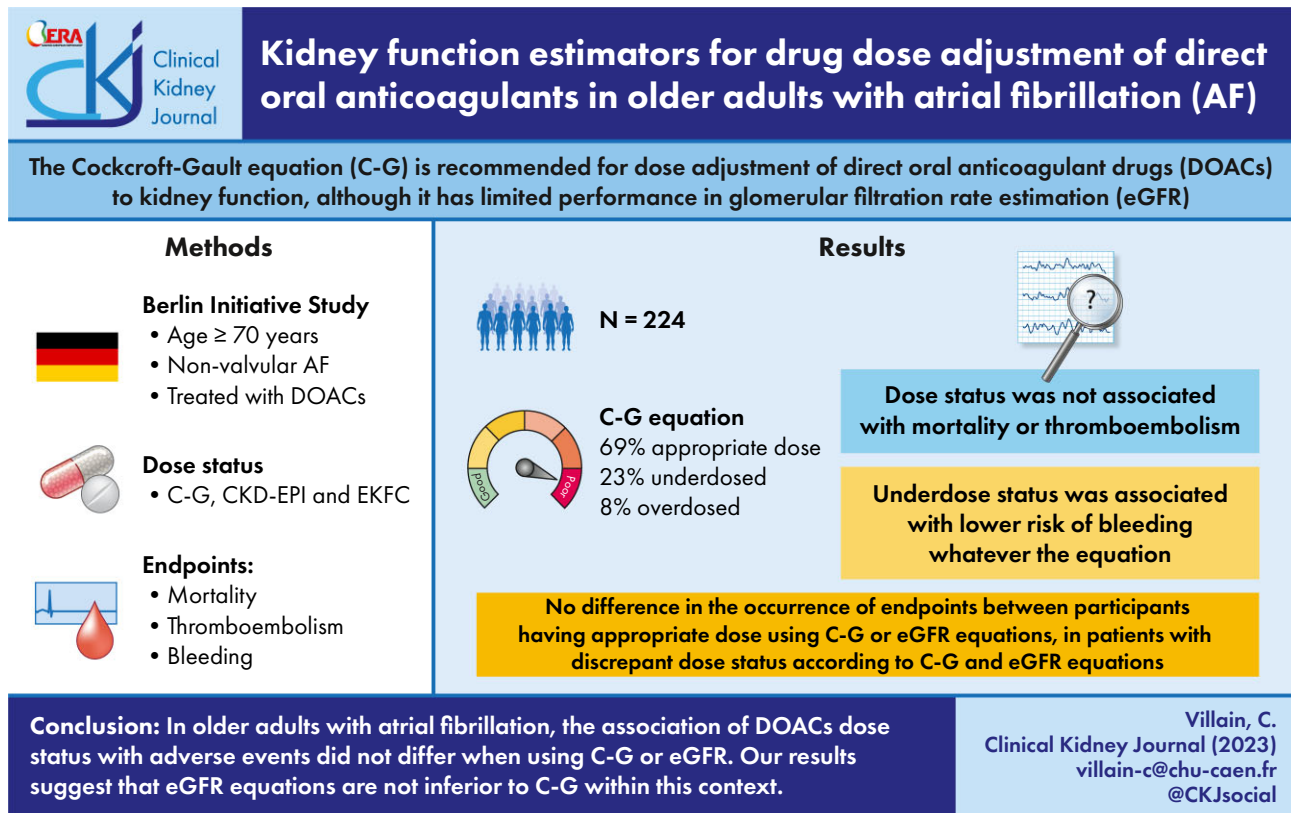 ERA
CKJ
Clinical
Kidney
Journal
Kidney function estimators for drug dose adjustment of direct
oral anticoagulants in older adults with atrial fibrillation (AF)
The Cockcroft-Gault equation (C-G) is recommended for dose adjustment of direct oral anticoagulant drugs (DOACs)
to kidney function, although it has limited performance in glomerular filtration rate estimation (eGFR)
Methods
Berlin Initiative Study
• Age ≥ 70 years
• Non-valvular AF
• Treated with DOACs
Dose status
• C-G, CKD-EPI and EKFC
Endpoints:
• Mortality
• Thromboembolism
• Bleeding
Results
N = 224
?
C-G equation
69% appropriate dose
23% underdosed
8% overdosed
Good
Poor
Dose status was not associated
with mortality or thromboembolism
Underdose status was associated
with lower risk of bleeding
whatever the equation
No difference in the occurrence of endpoints between participants
having appropriate dose using C-G or eGFR equations, in patients with
discrepant dose status according to C-G and eGFR equations
Conclusion: In older adults with atrial fibrillation, the association of DOACs dose
status with adverse events did not differ when using C-G or eGFR. Our results
suggest that eGFR equations are not inferior to C-G within this context.
Villain, C.
Clinical Kidney Journal (2023)
villain-c@chu-caen.fr
@CKJsocial